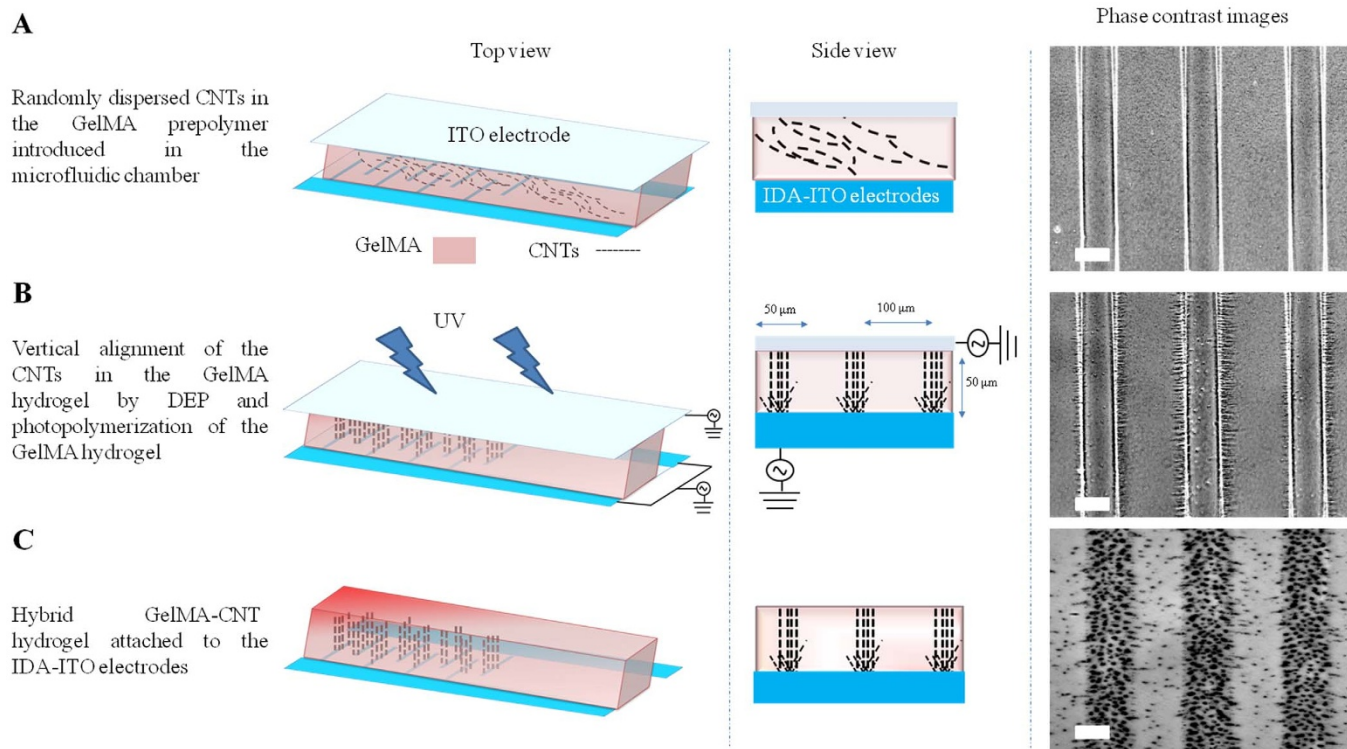 A
Top view
Side view
Phase contrast images
Randomly dispersed CNTs in
the GelMA prepolymer
introduced in the
microfluidic chamber
ITO electrode
IDA-ITO electrodes
GelMA
CNTs
B
Vertical alignment of the
CNTs in the GelMA
hydrogel by DEP and
photopolymerization of the
GelMA hydrogel
UV
50 μm
100 μm
50 μm
C
Hybrid GelMA-CNT
hydrogel attached to the
IDA-ITO electrodes